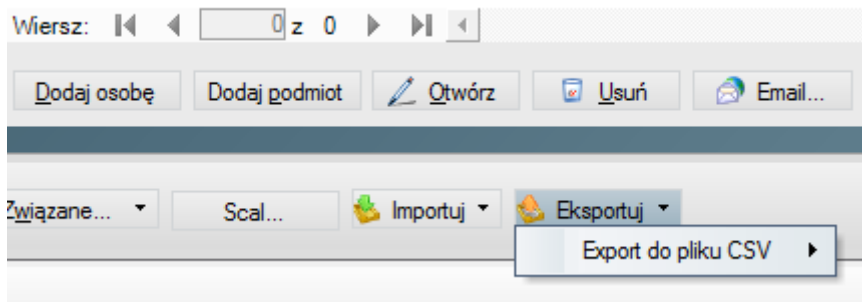 Wiersz: 0 z 0
Dodaj osobę Dodaj podmiot Otwórz Usuń Email...
Związane... Scal... Importuj Eksportuj
Export do pliku CSV